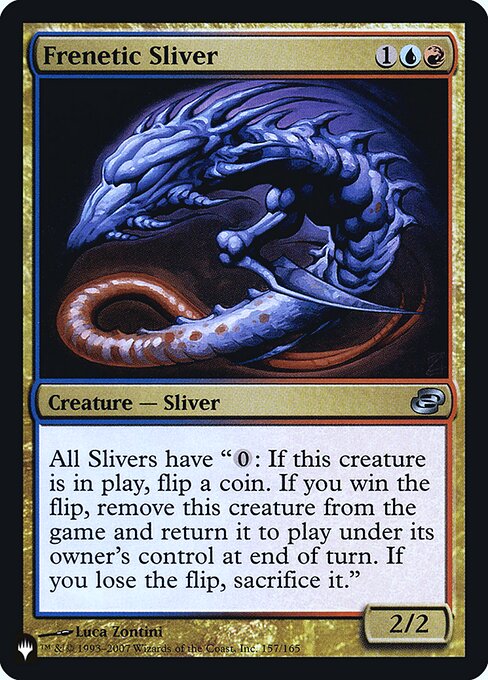 Frenetic Sliver 1
Creature — Sliver
All Slivers have “0: If this creature
is in play, flip a coin. If you win the
flip, remove this creature from the
game and return it to play under its
owner’s control at end of turn. If
you lose the flip, sacrifice it.”
2/2
Luca Zontini
™ & © 1993–2007 Wizards of the Coast, Inc. 157/165